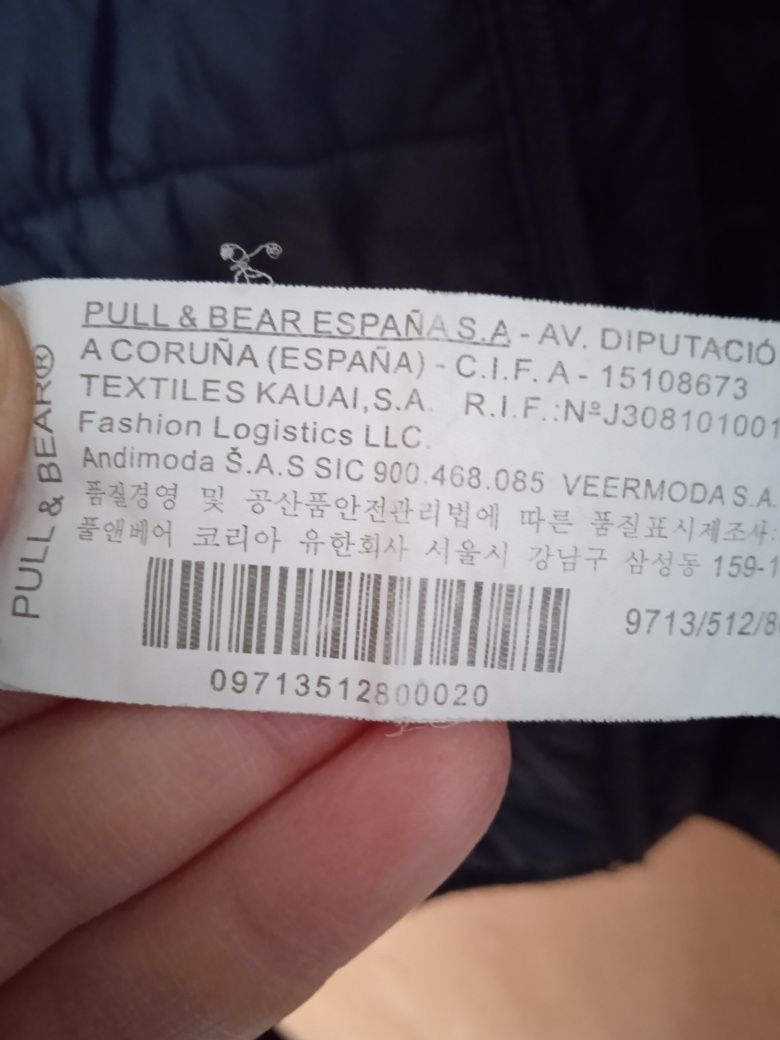 PULL & BEAR®
PULL & BEAR ESPAÑA S.A - AV. DIPUTACIÓ
A CORUÑA (ESPAÑA) - C.I.F. A - 15108673
TEXTILES KAUAI,S.A. R.I.F.:NºJ308101001
Fashion Logistics LLC.
Andimoda Š.A.S SIC 900.468.085 VEERMODA S.A.
품질경영 및 공산품안전관리법에 따른 품질표시제조사:
풀앤베어 코리아 유한회사 서울시 강남구 삼성동 159-1
9713/512/8
09713512800020